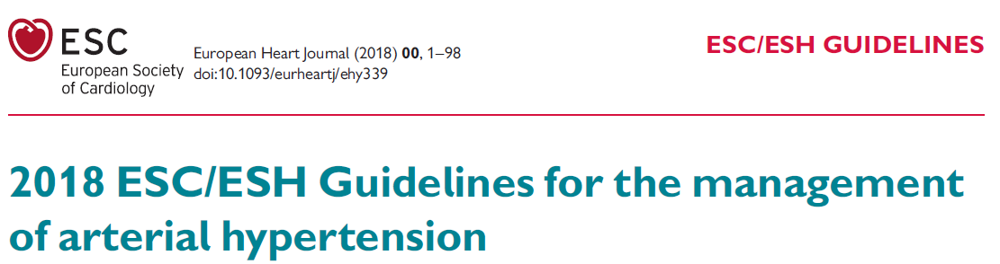 ESC
European Society
of Cardiology
European Heart Journal (2018) 00, 1–98
doi:10.1093/eurheartj/ehy339
ESC/ESH GUIDELINES
2018 ESC/ESH Guidelines for the management
of arterial hypertension